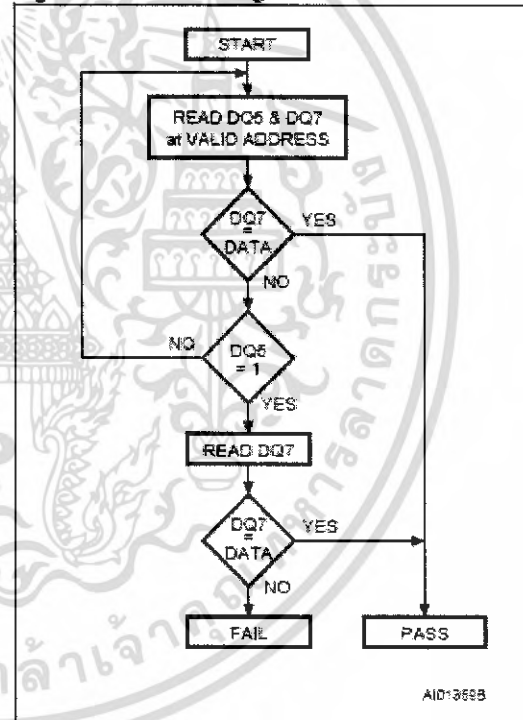 START
READ DQ5 & DQ7
at VALID ADDRESS
DQ7
=
DATA
YES
NO
NO
DQ5
= 1
YES
READ DQ7
DQ7
=
DATA
YES
NO
FAIL
PASS